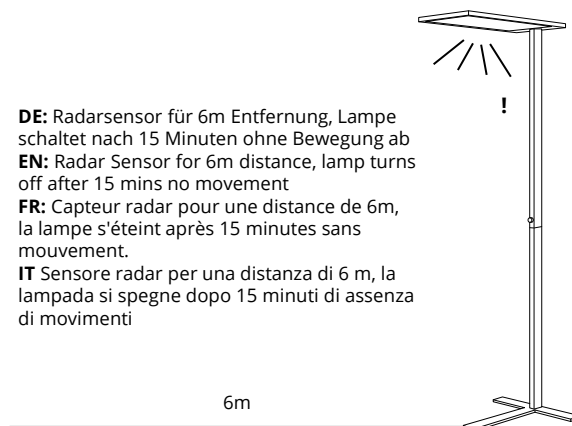 !
DE: Radarsensor für 6m Entfernung, Lampe
schaltet nach 15 Minuten ohne Bewegung ab
EN: Radar Sensor for 6m distance, lamp turns
off after 15 mins no movement
FR: Capteur radar pour une distance de 6m,
la lampe s'éteint après 15 minutes sans
mouvement.
IT Sensore radar per una distanza di 6 m, la
lampada si spegne dopo 15 minuti di assenza
di movimenti
6m